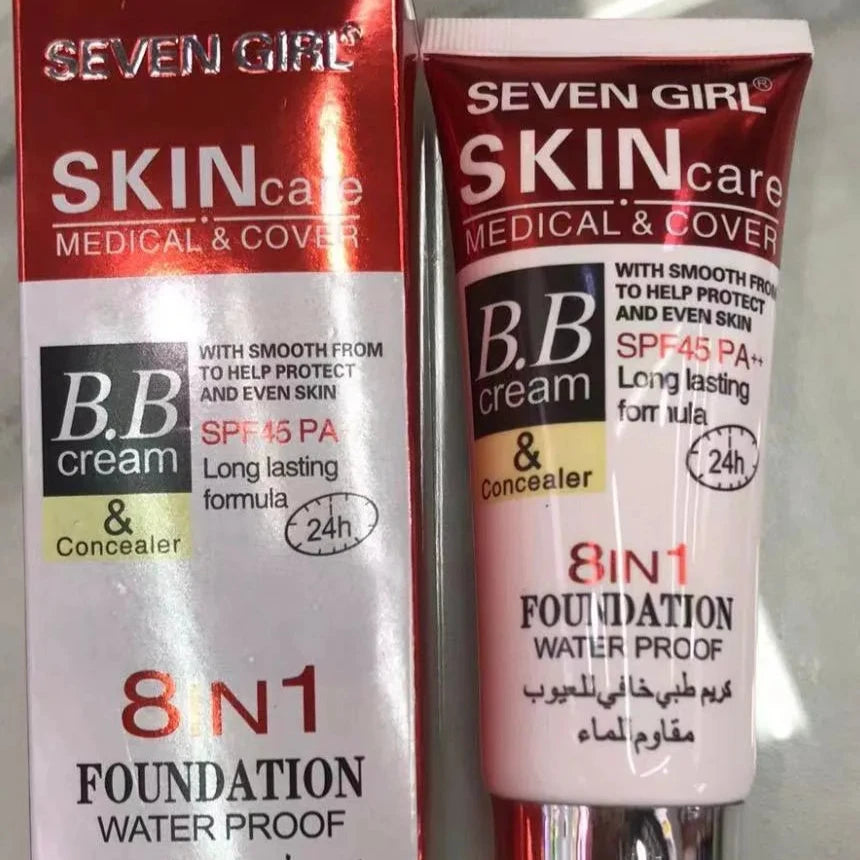 SEVEN GIRL®
SKINcare
MEDICAL & COVER
B.B
cream
&
Concealer
WITH SMOOTH FROM
TO HELP PROTECT
AND EVEN SKIN
SPF45 PA
Long lasting
formula
24h
8IN1
FOUNDATION
WATER PROOF
SEVEN GIRL®
SKINcare
MEDICAL & COVER
B.B
cream
&
Concealer
WITH SMOOTH FROM
TO HELP PROTECT
AND EVEN SKIN
SPF45 PA++
Long lasting
formula
24h
8IN1
FOUNDATION
WATER PROOF
كريم طبي خافي للعيوب
مقاوم للماء